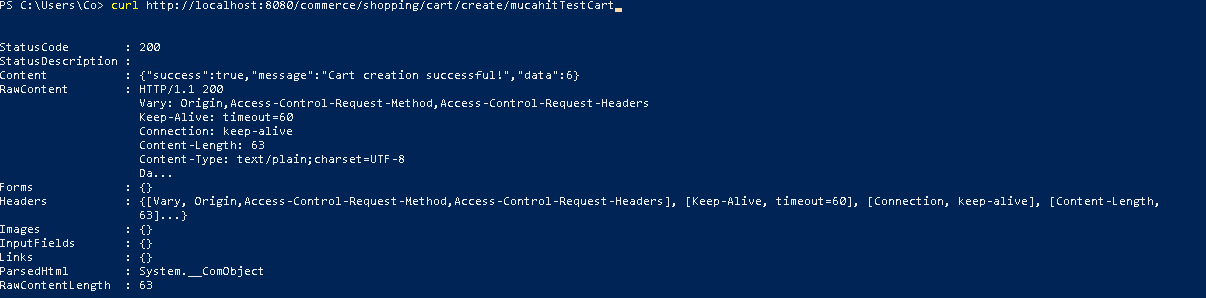 PS C:\Users\Co> curl http://localhost:8080/commerce/shopping/cart/create/mucahitTestCart
StatusCode : 200
StatusDescription :
Content : {"success":true,"message":"Cart creation successful!","data":6}
RawContent : HTTP/1.1 200
Vary: Origin,Access-Control-Request-Method,Access-Control-Request-Headers
Keep-Alive: timeout=60
Connection: keep-alive
Content-Length: 63
Content-Type: text/plain;charset=UTF-8
Da...
Forms : {}
Headers : {[Vary, Origin,Access-Control-Request-Method,Access-Control-Request-Headers], [Keep-Alive, timeout=60], [Connection, keep-alive], [Content-Length,
63]...}
Images : {}
InputFields : {}
Links : {}
ParsedHtml : System.__ComObject
RawContentLength : 63